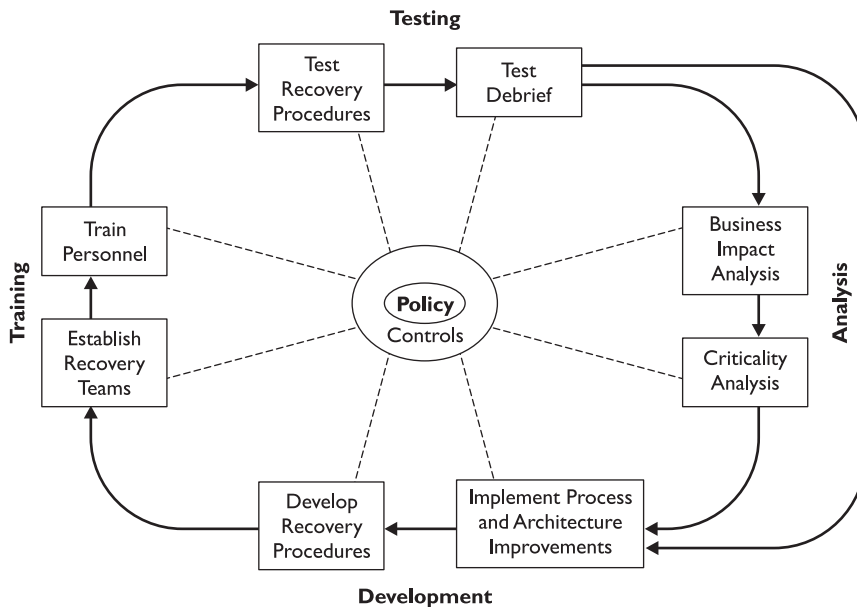 Testing
Test
Recovery
Procedures
Test
Debrief
Train
Personnel
Business
Impact
Analysis
Training
Policy
Controls
Analysis
Establish
Recovery
Teams
Criticality
Analysis
Develop
Recovery
Procedures
Implement Process
and Architecture
Improvements
Development